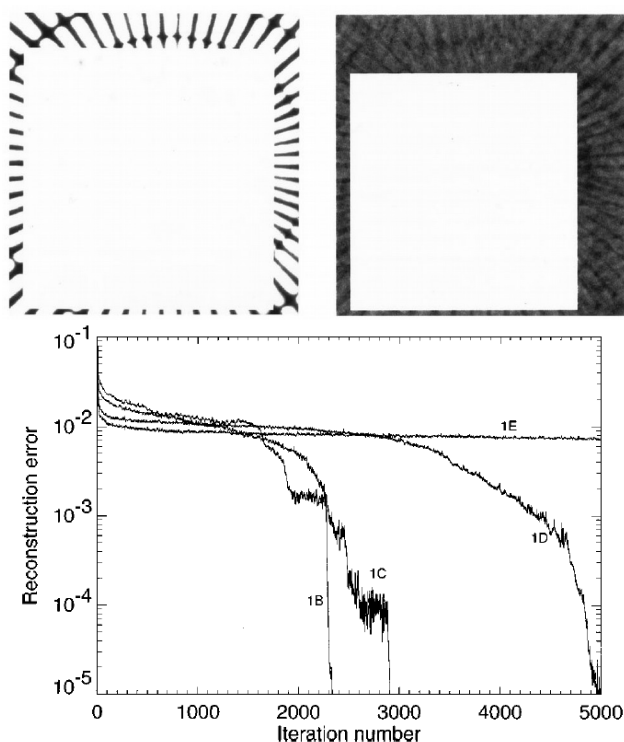 10-1
10-2
1E
10-3
1D
1C
10-4
1B
10-5
0
1000
2000
3000
4000
5000
Iteration number
Reconstruction error